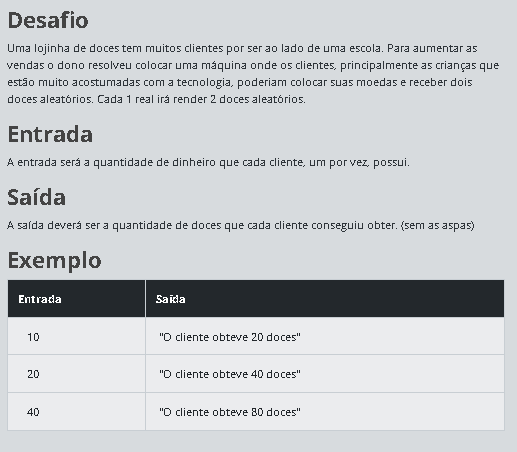 Desafio
Uma lojinha de doces tem muitos clientes por ser ao lado de uma escola. Para aumentar as
vendas o dono resolveu colocar uma máquina onde os clientes, principalmente as crianças que
estão muito acostumadas com a tecnologia, poderiam colocar suas moedas e receber dois
doces aleatórios. Cada 1 real irá render 2 doces aleatórios.
Entrada
A entrada será a quantidade de dinheiro que cada cliente, um por vez, possui.
Saída
A saída deverá ser a quantidade de doces que cada cliente conseguiu obter. (sem as aspas)
Exemplo
Entrada Saída
10 "O cliente obteve 20 doces"
20 "O cliente obteve 40 doces"
40 "O cliente obteve 80 doces"